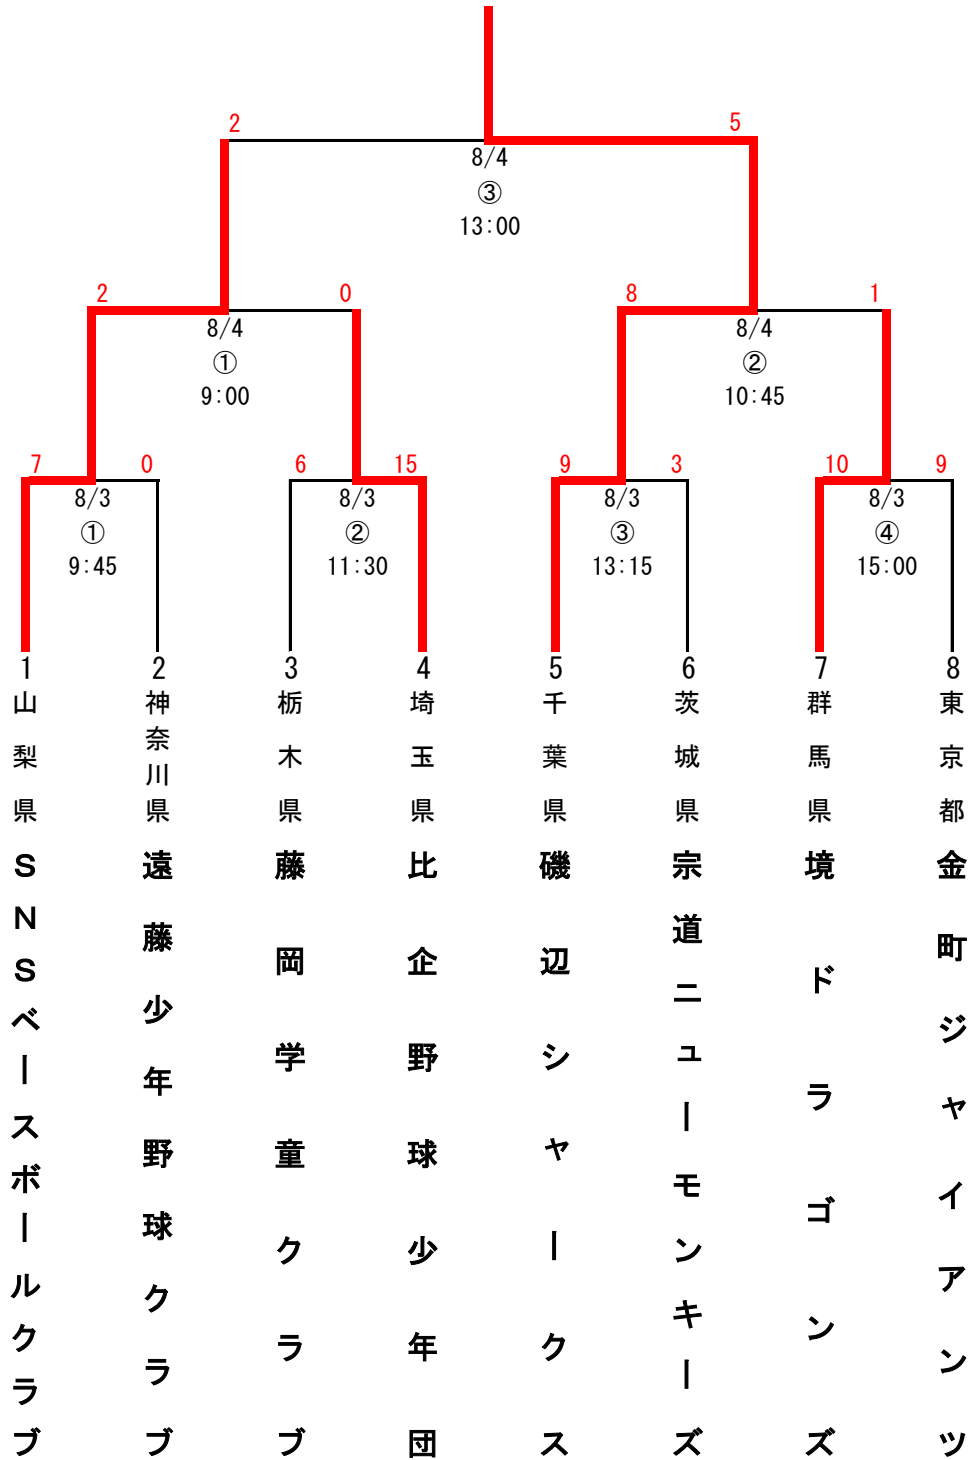 2 5
8/4
③
13:00
2 0 8 1
8/4 8/4
① ②
9:00 10:45
7 0 6 15 9 3 10 9
8/3 8/3 8/3 8/3
① ② ③ ④
9:45 11:30 13:15 15:00
1 2 3 4 5 6 7 8
山梨県
SNSベースボールクラブ
神奈川県
遠藤少年野球クラブ
栃木県
藤岡学童クラブ
埼玉県
比企野球少年団
千葉県
磯辺シャークス
茨城県
宗道ニューモンキーズ
群馬県
境ドラゴンズ
東京都
金町ジャイアンツ